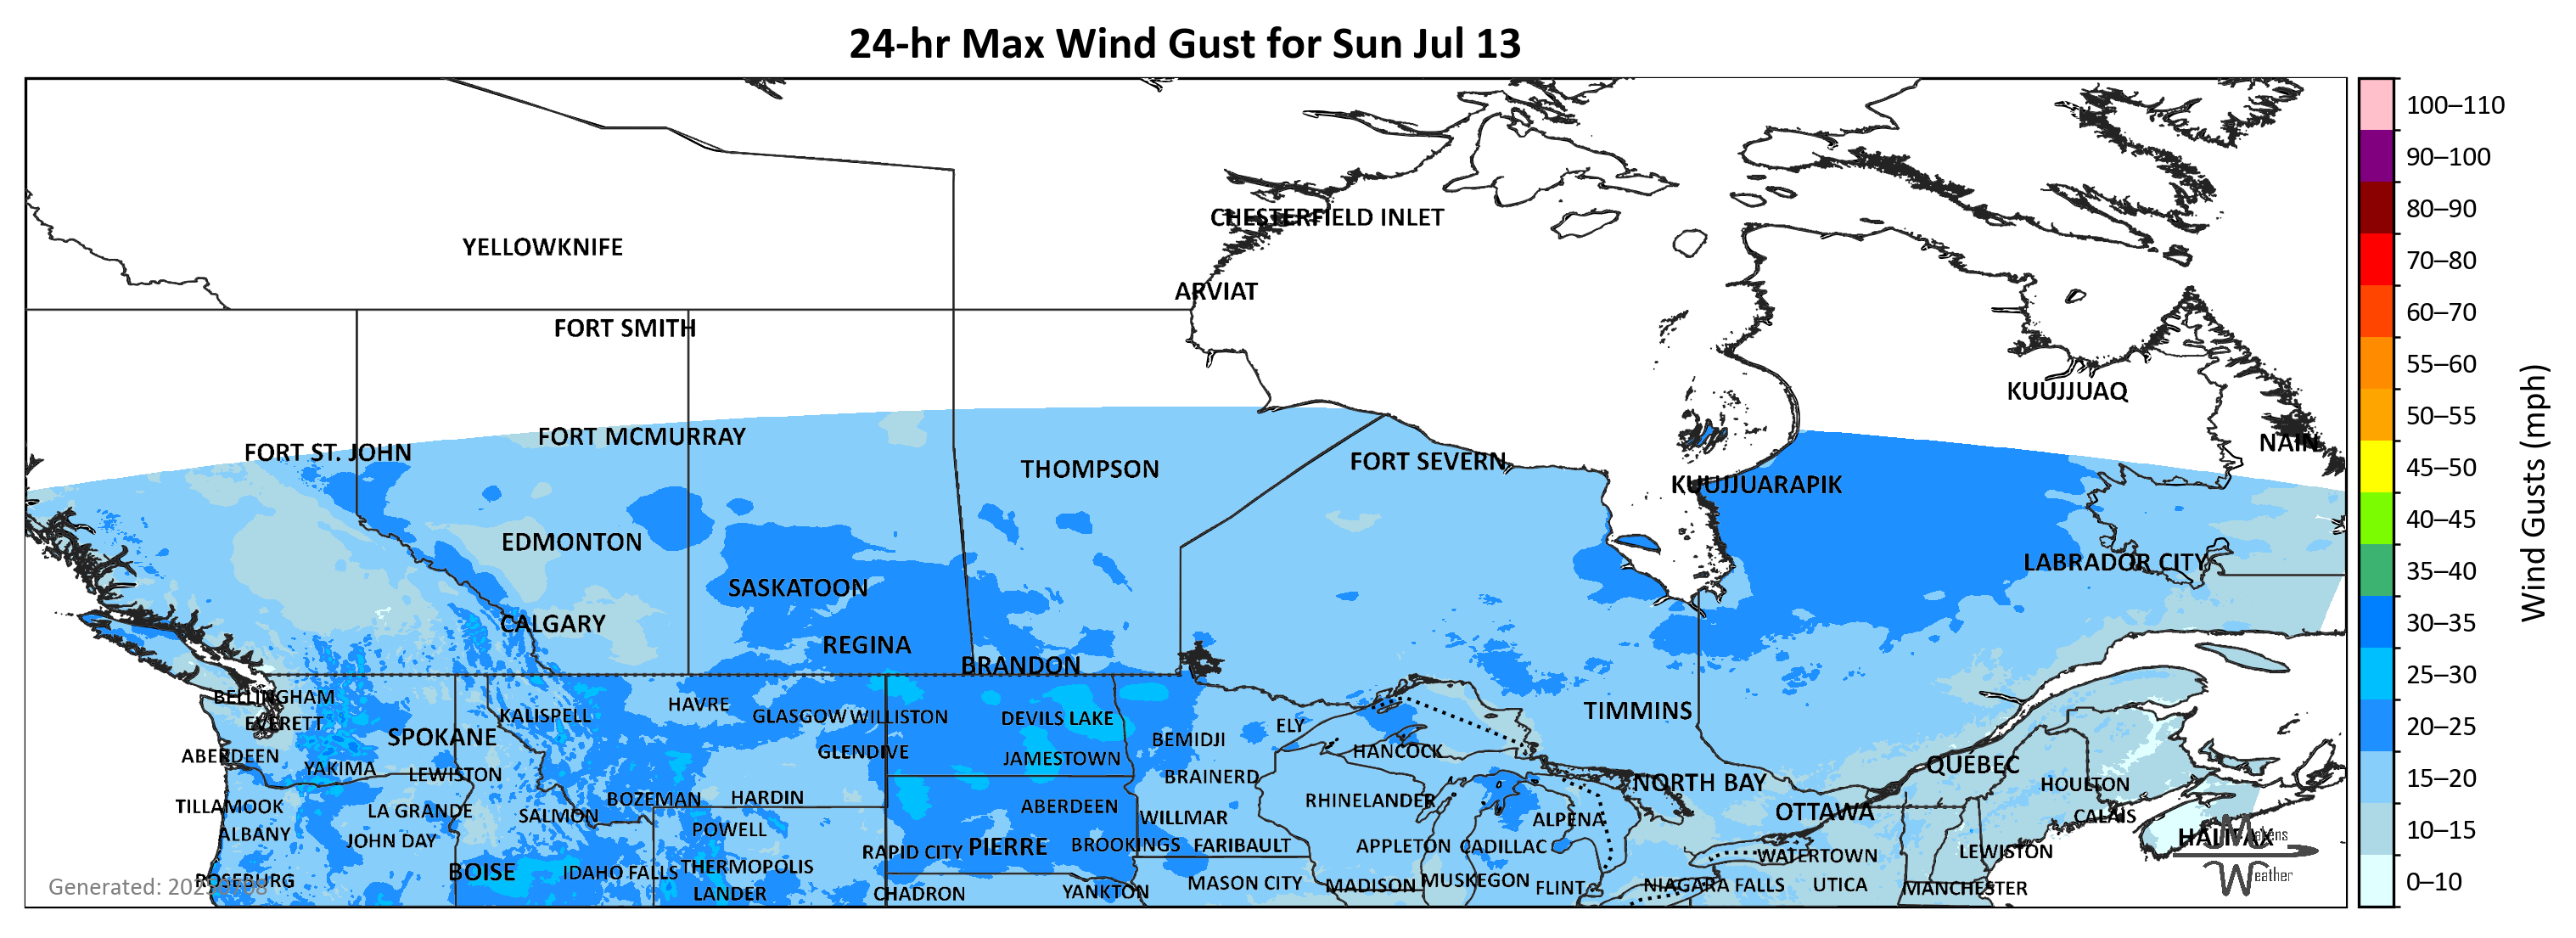 24-hr Max Wind Gust for Sun Jul 13
100–110
90–100
CHESTERFIELD INLET
80–90
YELLOWKNIFE
70–80
ARVIAT
60–70
FORT SMITH
55–60
KUUJJUAQ
50–55
FORT MCMURRAY
NAIN
FORT ST. JOHN
THOMPSON
FORT SEVERN
45–50
KUUJJUARAPIK
40–45
Wind Gusts (mph)
EDMONTON
LABRADOR CITY
35–40
SASKATOON
CALGARY
30–35
REGINA
BRANDON
25–30
BELLINGHAM
HAVRE
KALISPELL
GLASGOW
WILLISTON
DEVILS LAKE
TIMMINS
EVERETT
ELY
20–25
SPOKANE
BEMIDJI
ABERDEEN
GLENDIVE
JAMESTOWN
HANCOCK
QUÉBEC
YAKIMA
LEWISTON
BRAINERD
15–20
NORTH BAY
HOULTON
BOZEMAN
HARDIN
RHINELANDER
TILLAMOOK
LA GRANDE
ABERDEEN
OTTAWA
SALMON
WILLMAR
ALPENA
CALAIS
10–15
ALBANY
POWELL
HALIFAX
JOHN DAY
RAPID CITY
PIERRE
BROOKINGS
FARIBAULT
APPLETON
CADILLAC
WATERTOWN
LEWISTON
BOISE
IDAHO FALLS
THERMOPOLIS
Weather
ROSEBURG
MASON CITY
MADISON
MUSKEGON
FLINT
NIAGARA FALLS
UTICA
MANCHESTER
0–10
Generated:
LANDER
CHADRON
YANKTON